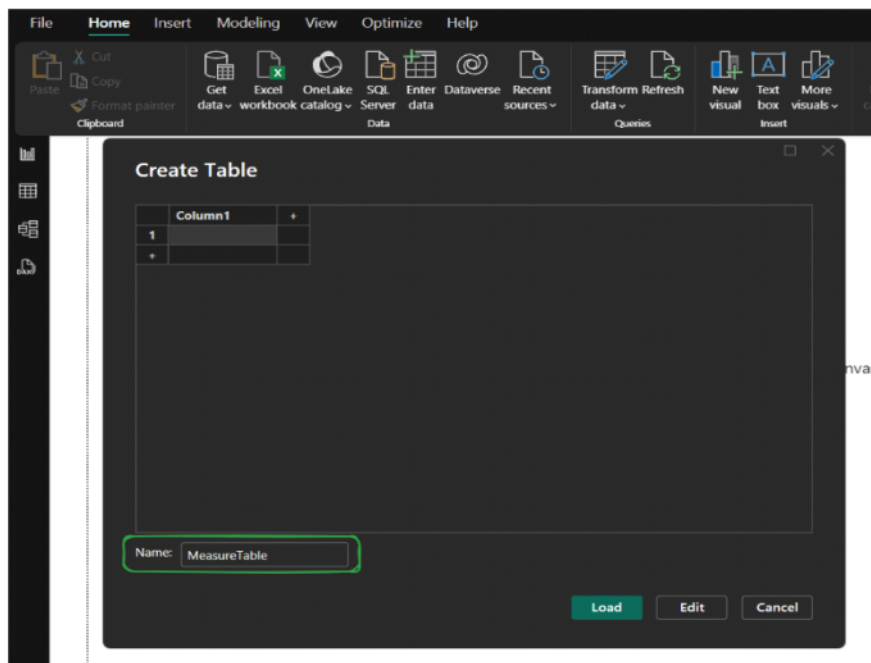 File Home Insert Modeling View Optimize Help
Paste
Cut
Copy
Format painter
Clipboard
Get data
Excel workbook
OneLake catalog
SQL Server
Enter data
Dataverse
Recent sources
Data
Transform data
Refresh
Queries
New visual
Text box
More visuals
Insert
Create Table
Column1 +
1
+
nva
Name: MeasureTable
Load Edit Cancel